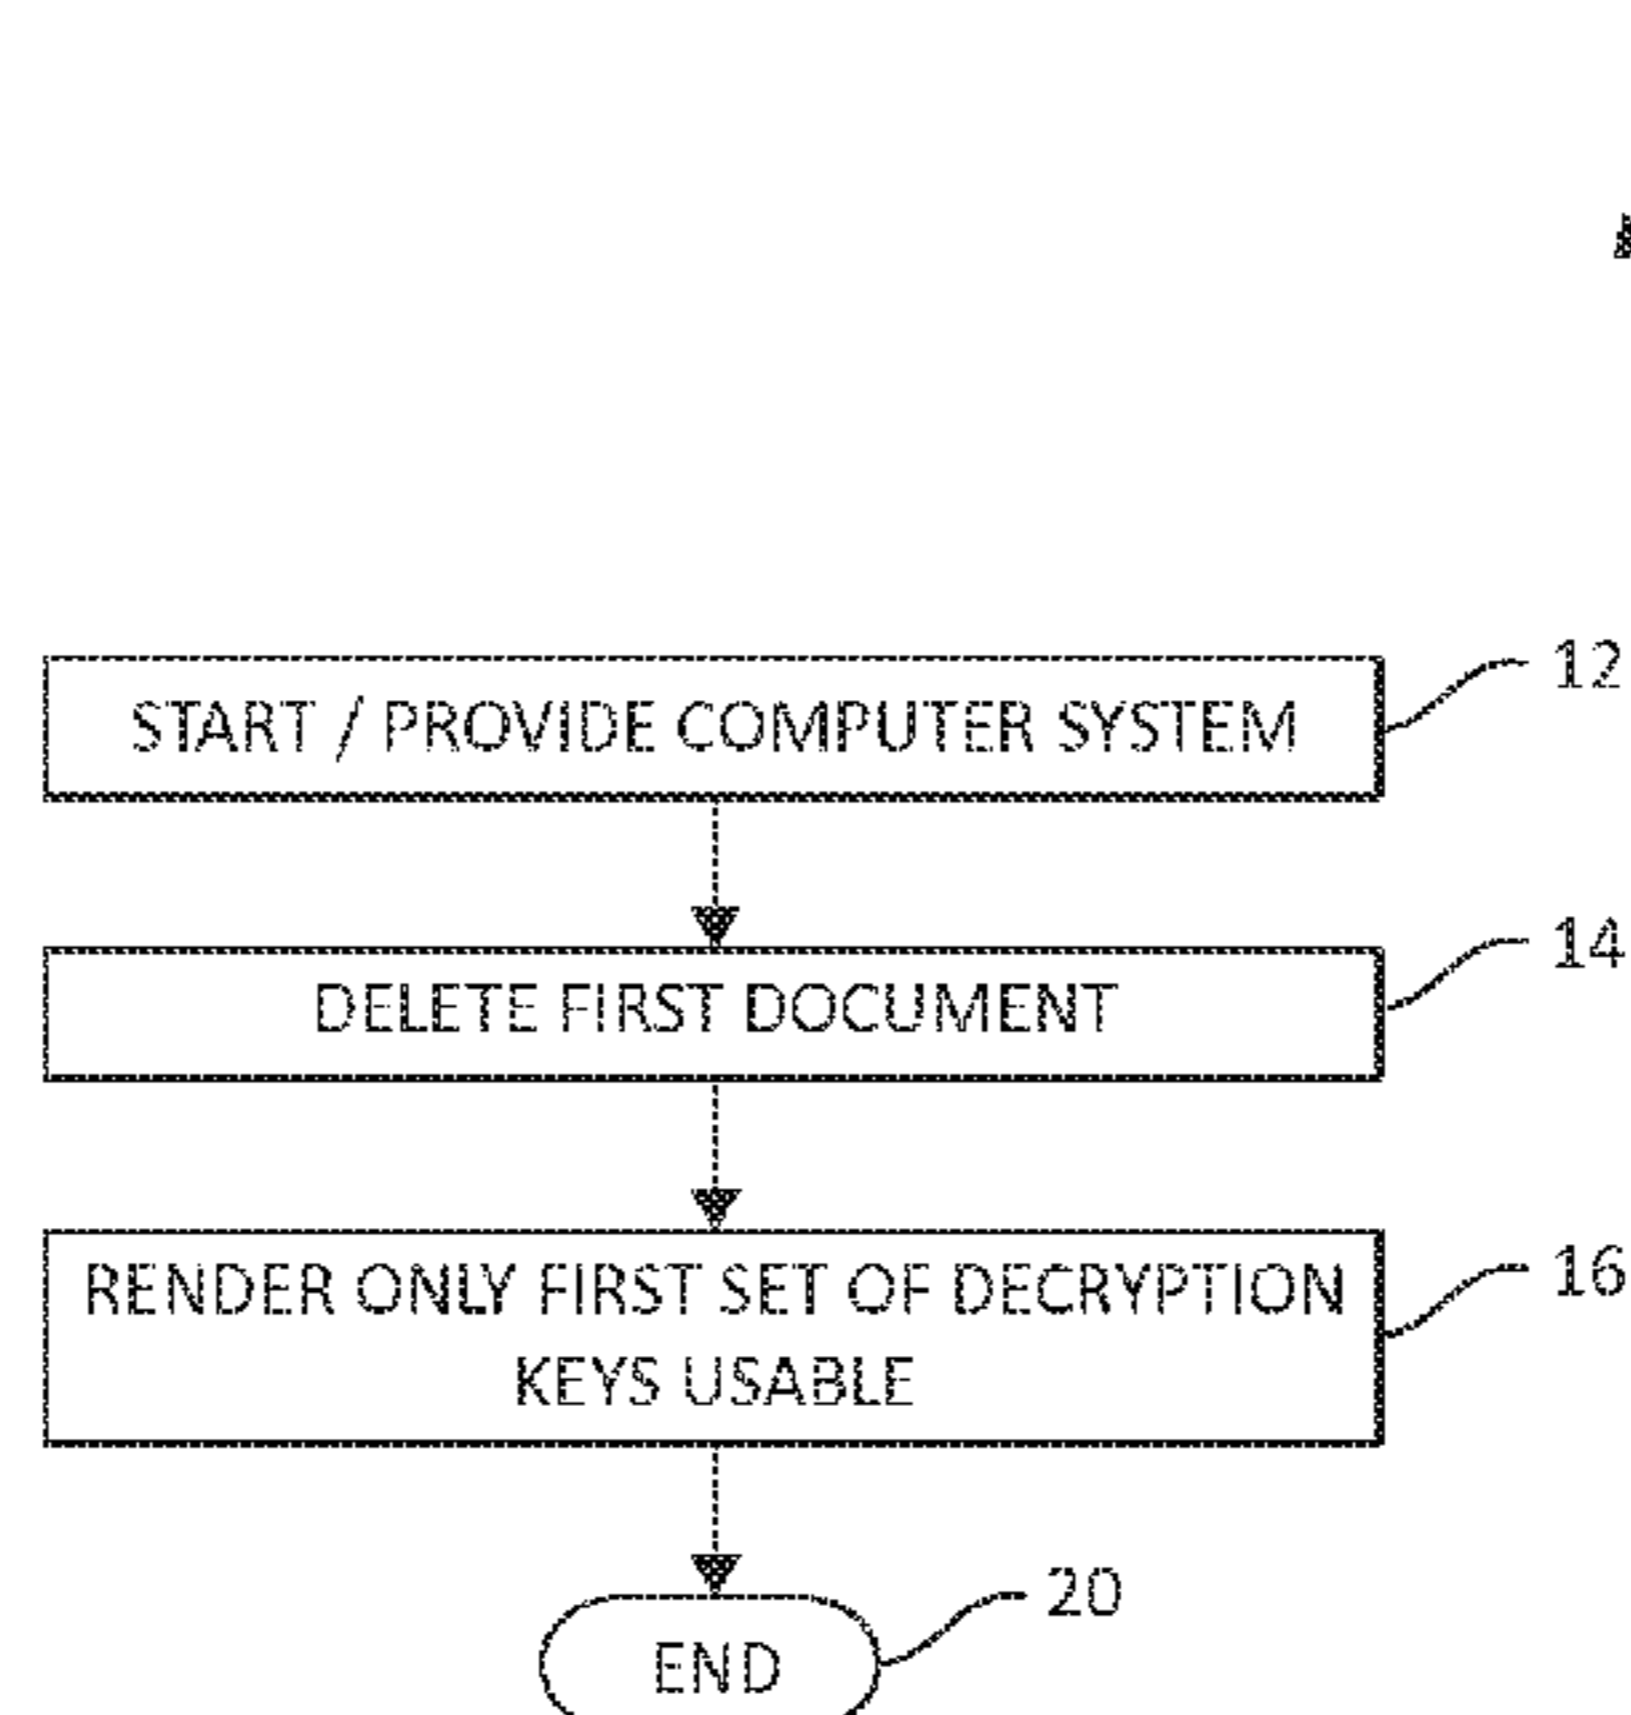 12
START / PROVIDE COMPUTER SYSTEM
14
DELETE FIRST DOCUMENT
16
RENDER ONLY FIRST SET OF DECRYPTION
KEYS USABLE
20
END